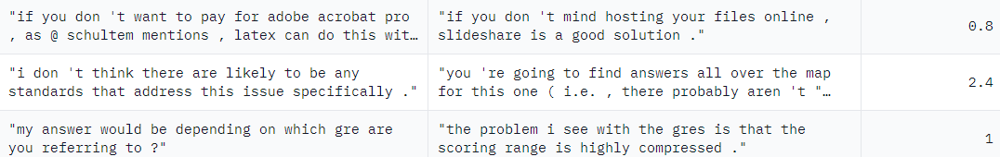 "if you don 't want to pay for adobe acrobat pro
, as @ schultem mentions , latex can do this wit…
"if you don 't mind hosting your files online ,
slideshare is a good solution ."
0.8
"i don 't think there are likely to be any
standards that address this issue specifically ."
"you 're going to find answers all over the map
for this one ( i.e. , there probably aren 't "…
2.4
"my answer would be depending on which gre are
you referring to ?"
"the problem i see with the gres is that the
scoring range is highly compressed ."
1